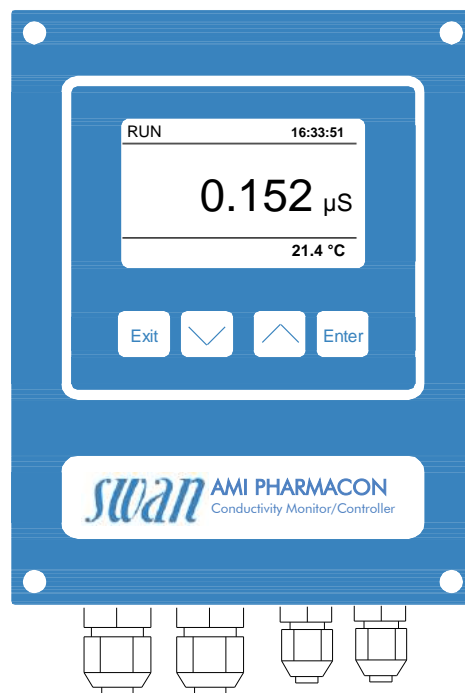 RUN 16:33:51
0.152 µS
21.4 °C
Exit Enter
swan AMI PHARMACON
Conductivity Monitor/Controller